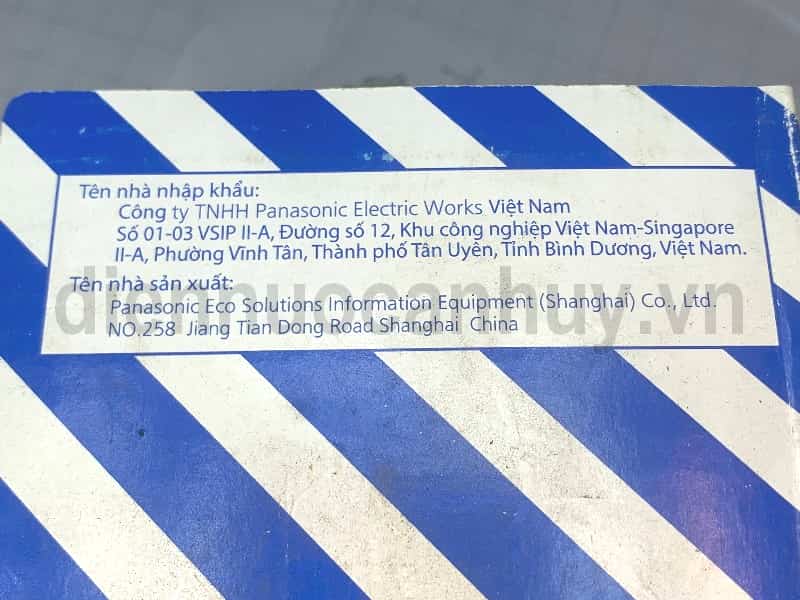 Tên nhà nhập khẩu:
Công ty TNHH Panasonic Electric Works Việt Nam
Số 01-03 VSIP II-A, Đường số 12, Khu công nghiệp Việt Nam-Singapore
II-A, Phường Vĩnh Tân, Thành phố Tân Uyên, Tỉnh Bình Dương, Việt Nam.
Tên nhà sản xuất:
Panasonic Eco Solutions Information Equipment (Shanghai) Co., Ltd.
NO.258 Jiang Tian Dong Road Shanghai China
diennuocanhuy.vn